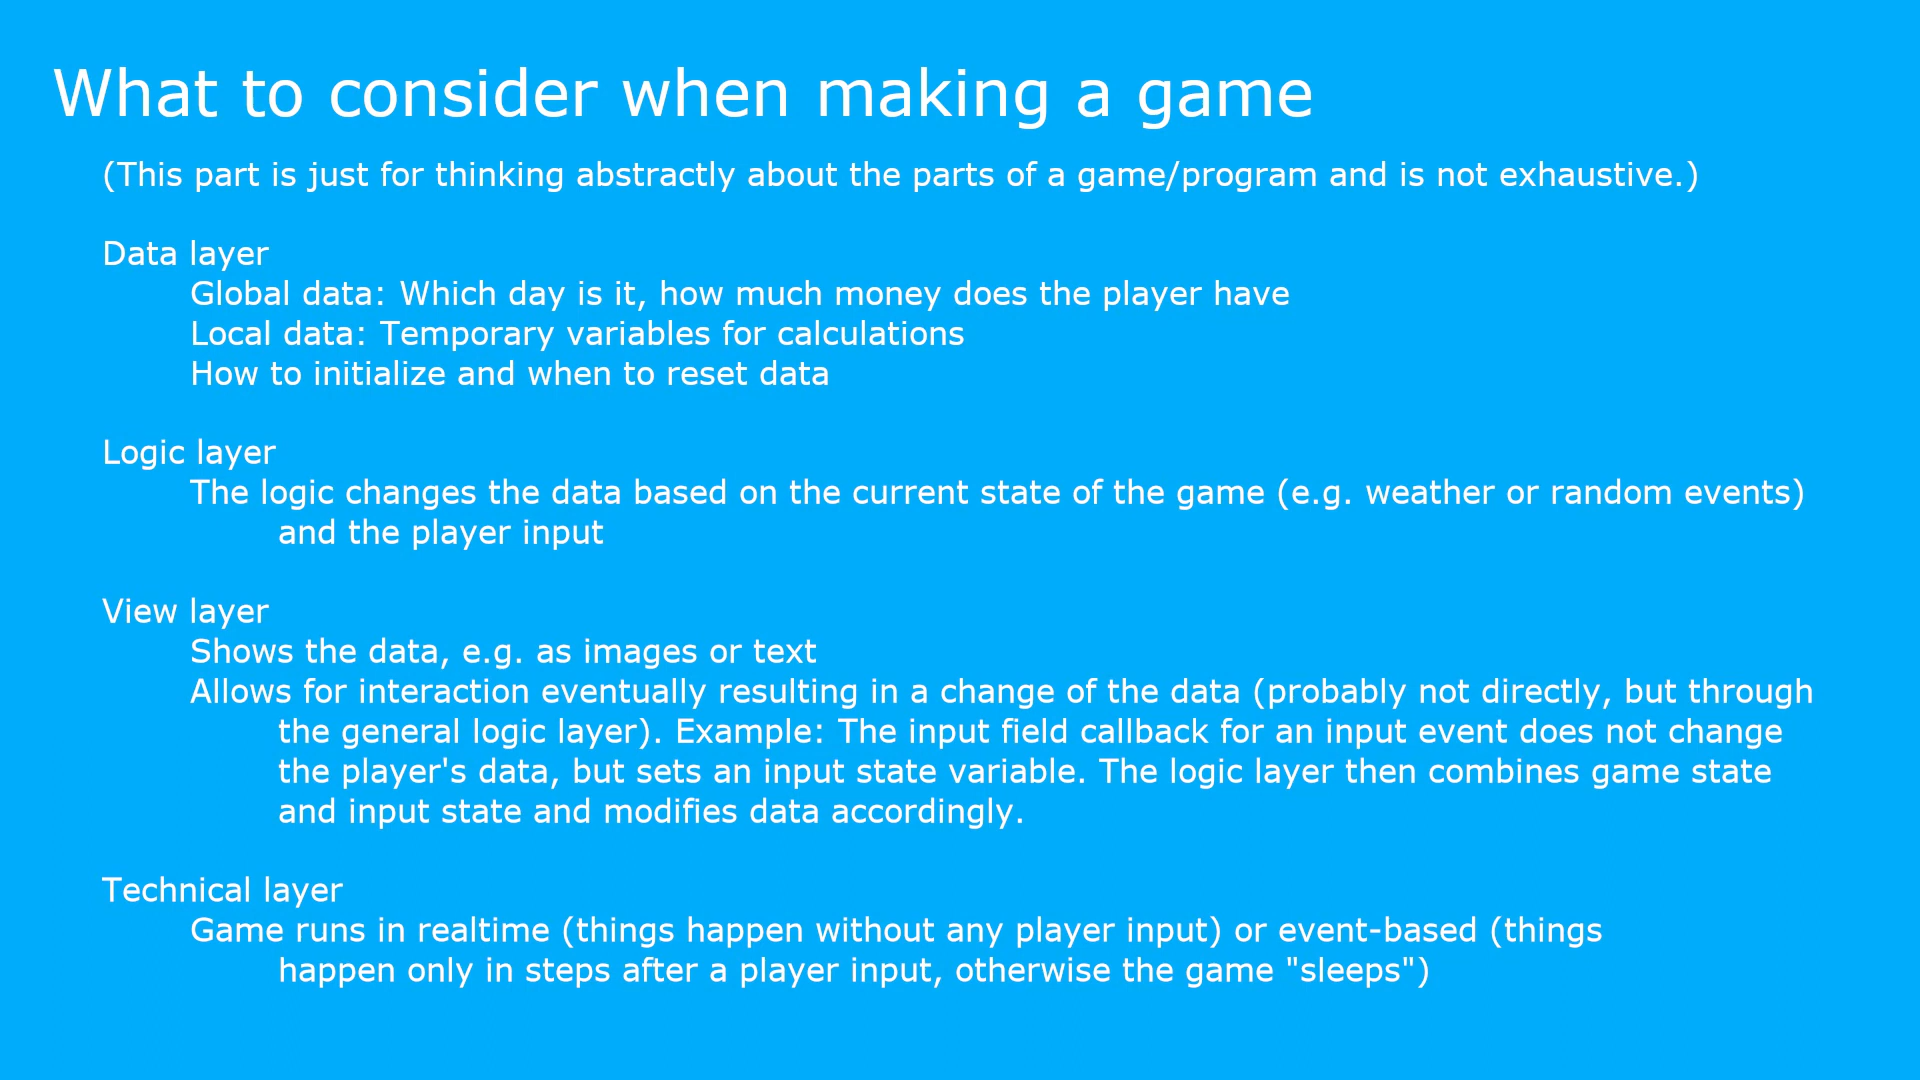 What to consider when making a game
(This part is just for thinking abstractly about the parts of a game/program and is not exhaustive.)
Data layer
Global data: Which day is it, how much money does the player have
Local data: Temporary variables for calculations
How to initialize and when to reset data
Logic layer
The logic changes the data based on the current state of the game (e.g. weather or random events)
and the player input
View layer
Shows the data, e.g. as images or text
Allows for interaction eventually resulting in a change of the data (probably not directly, but through
the general logic layer). Example: The input field callback for an input event does not change
the player's data, but sets an input state variable. The logic layer then combines game state
and input state and modifies data accordingly.
Technical layer
Game runs in realtime (things happen without any player input) or event-based (things
happen only in steps after a player input, otherwise the game "sleeps")